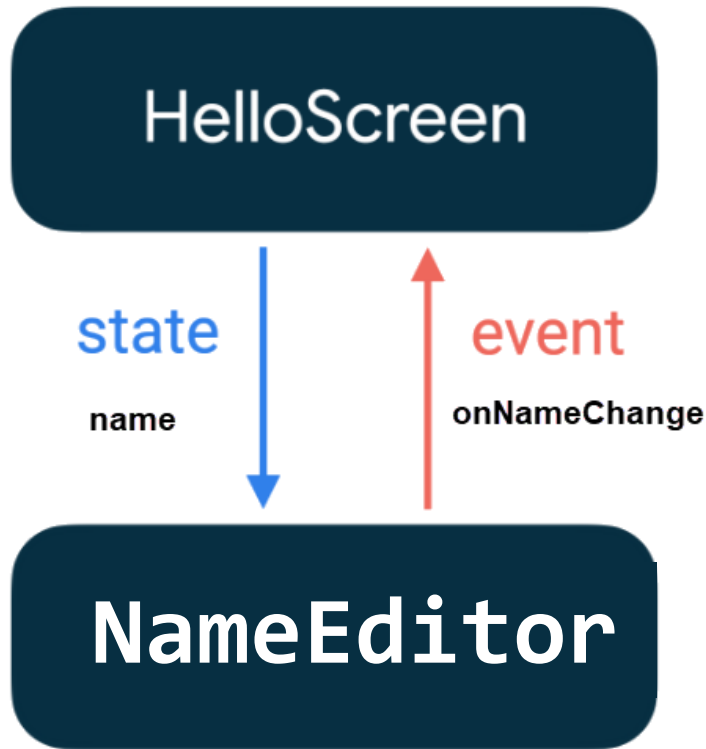 HelloScreen
state
event
name
onNameChange
NameEditor